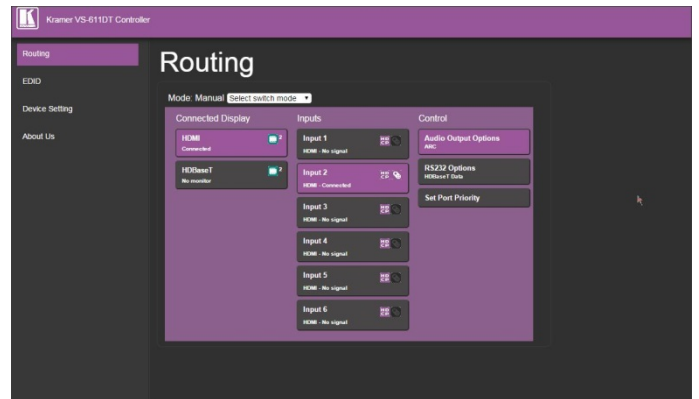 K
Kramer VS-611DT Controller
Routing
EDID
Device Setting
About Us
Routing
Mode: Manual Select switch mode
Connected Display
HDMI
2
Connected
HDBaseT
2
No monitor
Inputs
Input 1
HDMI - No signal
Input 2
HDMI - Connected
Input 3
HDMI - No signal
Input 4
HDMI - No signal
Input 5
HDMI - No signal
Input 6
HDMI - No signal
Control
Audio Output Options
ARC
RS232 Options
HDBaseT Data
Set Port Priority